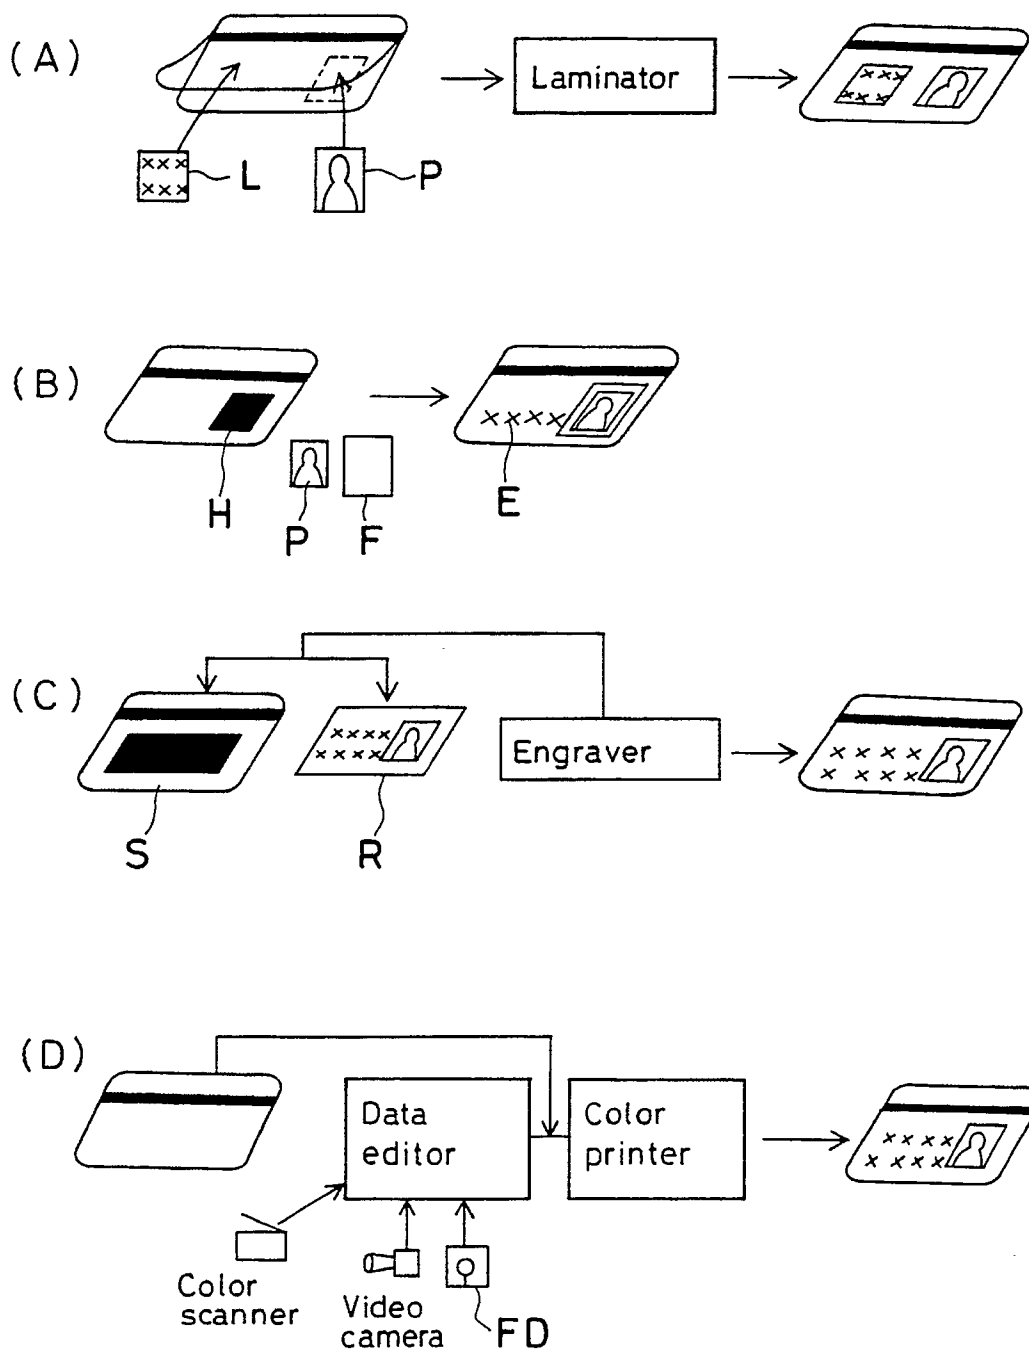 (A)
Laminator
××× ×××
××× ×××
L
P
(B)
××××
H
P
F
E
(C)
××××
××××
Engraver
××××
××××
S
R
(D)
Data
editor
Color
printer
××××
××××
Color
scanner
Video
camera
FD